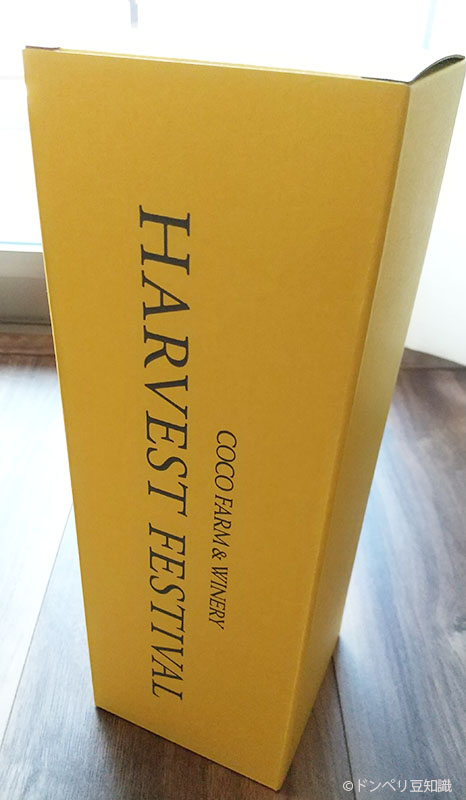 COCO FARM & WINERY
HARVEST FESTIVAL
©ドンペリ豆知識